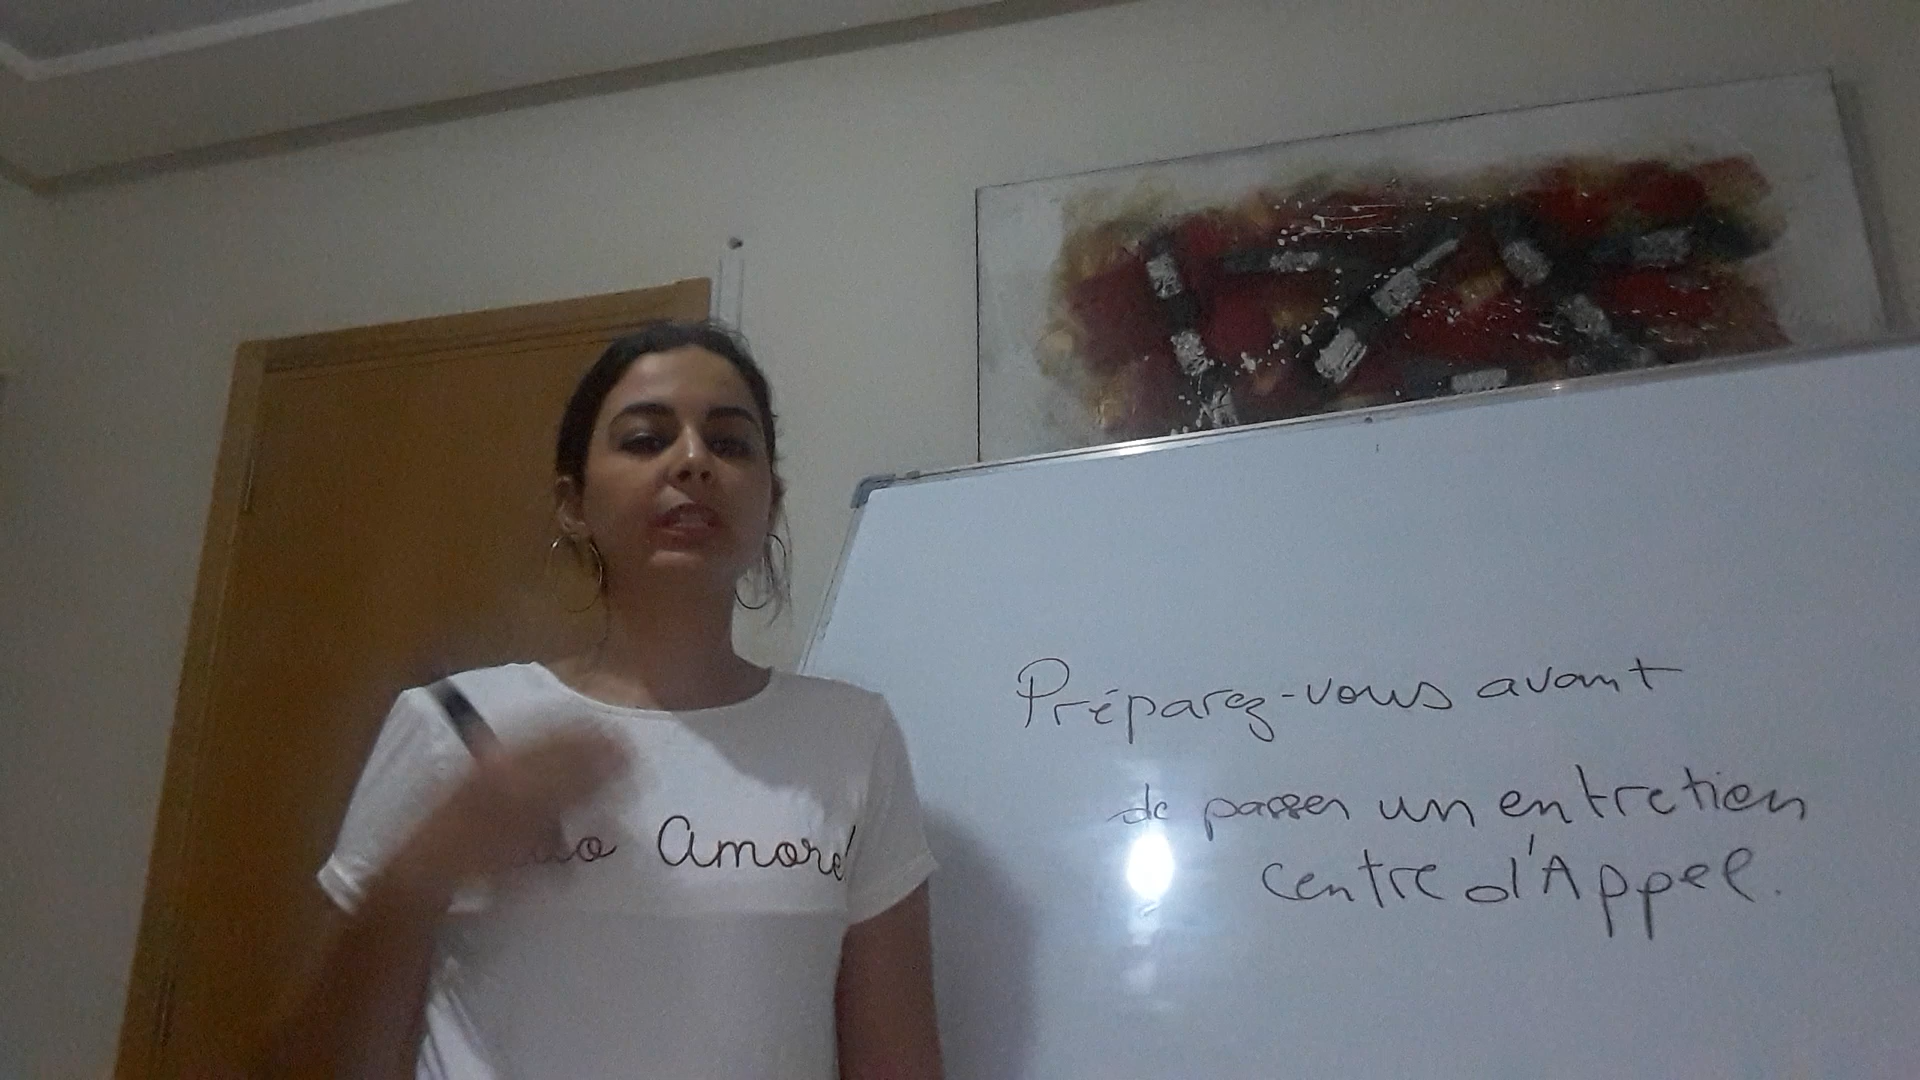 Amore!
Préparez-vous avant
de passer un entretien
centre d'Appel.